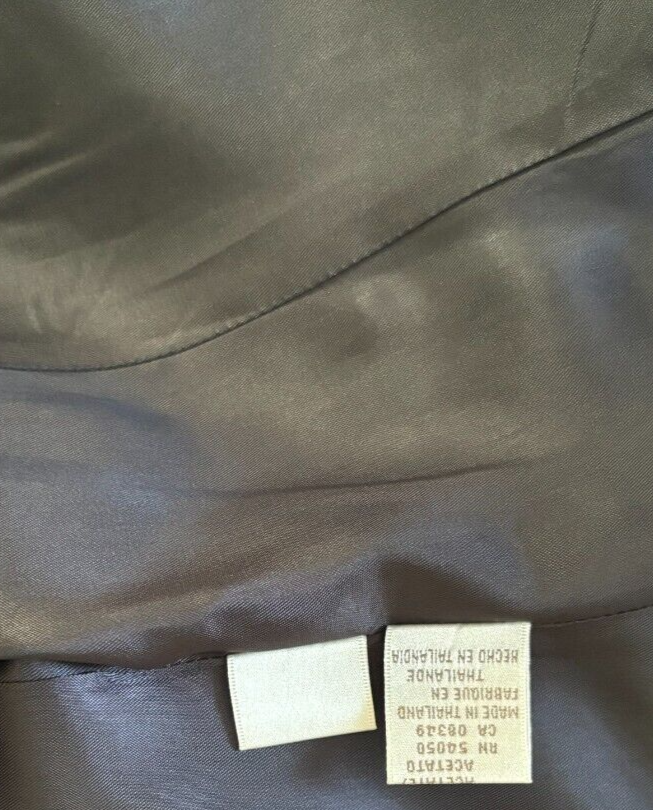 ACETATE/
ACETATO
RN 54050
CA 08349
MADE IN THAILAND
FABRIQUE EN
THAILANDE
HECHO EN TAILANDIA